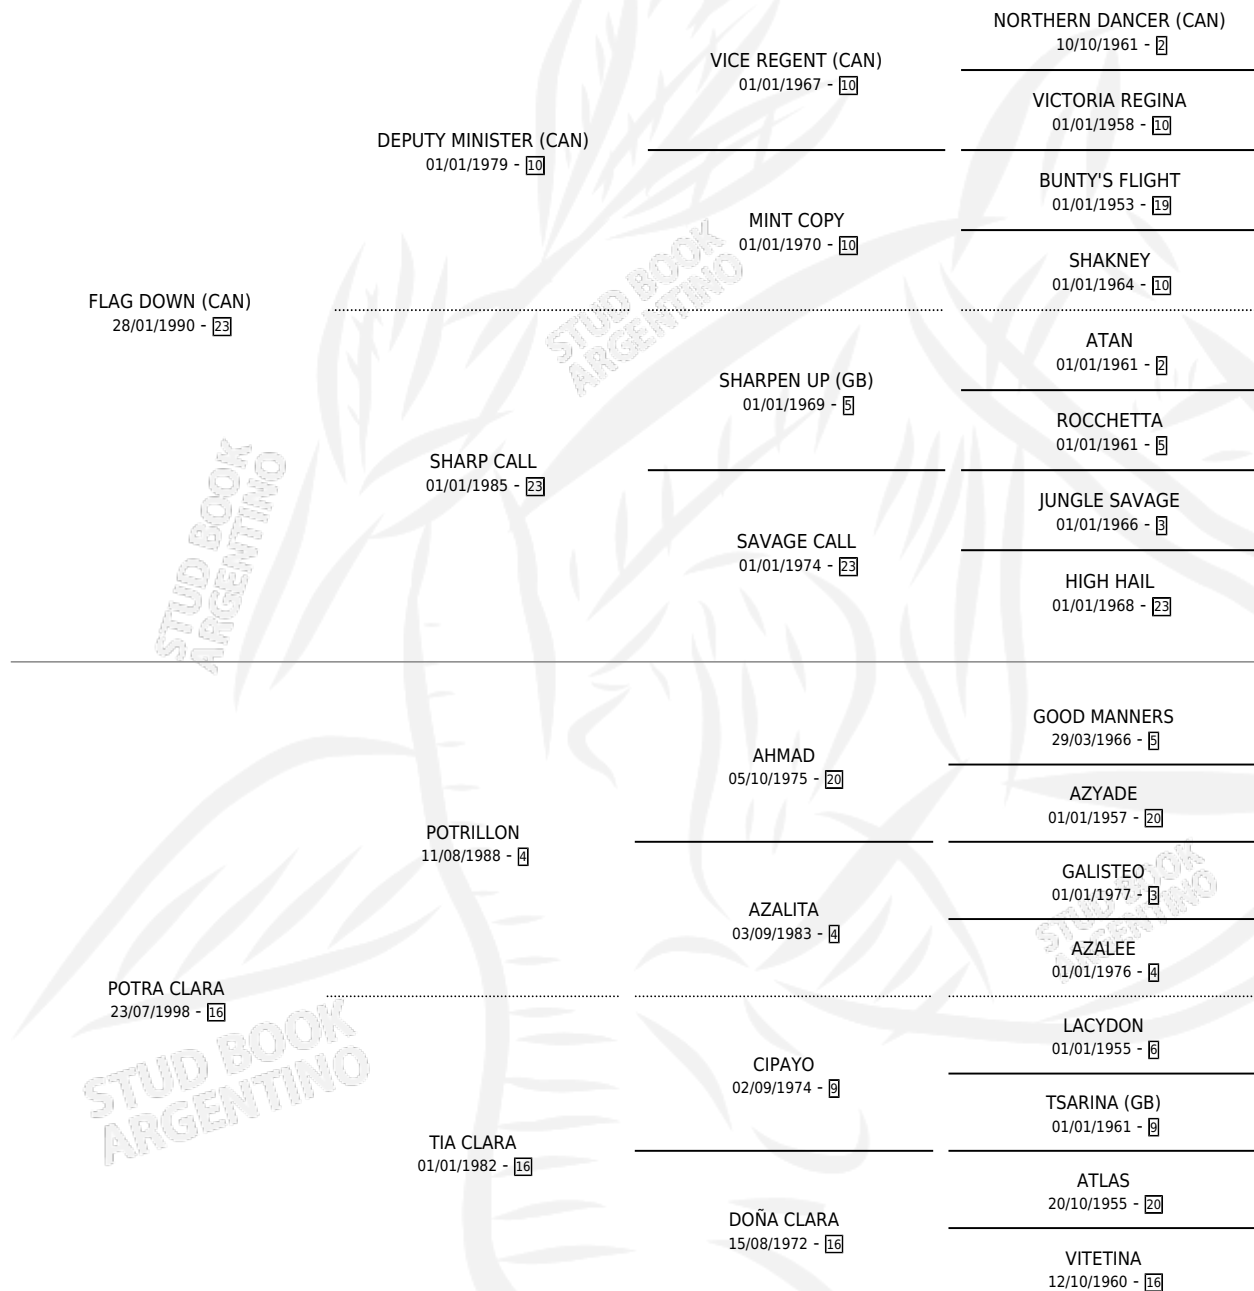 NORTHERN DANCER (CAN)
10/10/1961 - 2
VICE REGENT (CAN)
01/01/1967 - 10
VICTORIA REGINA
01/01/1958 - 10
DEPUTY MINISTER (CAN)
01/01/1979 - 10
BUNTY'S FLIGHT
01/01/1953 - 19
MINT COPY
01/01/1970 - 10
SHAKNEY
01/01/1964 - 10
FLAG DOWN (CAN)
28/01/1990 - 23
STUD BOOK
ARGENTINO
ATAN
01/01/1961 - 2
SHARPEN UP (GB)
01/01/1969 - 5
ROCCHETTA
01/01/1961 - 5
SHARP CALL
01/01/1985 - 23
JUNGLE SAVAGE
01/01/1966 - 3
SAVAGE CALL
01/01/1974 - 23
HIGH HAIL
01/01/1968 - 23
STUD BOOK
ARGENTINO
GOOD MANNERS
29/03/1966 - 5
AHMAD
05/10/1975 - 20
AZYADE
01/01/1957 - 20
POTRILLON
11/08/1988 - 4
GALISTEO
01/01/1977 - 3
AZALITA
03/09/1983 - 4
AZALEE
01/01/1976 - 4
STUD BOOK
ARGENTINO
POTRA CLARA
23/07/1998 - 16
STUD BOOK
ARGENTINO
LACYDON
01/01/1955 - 6
CIPAYO
02/09/1974 - 9
TSARINA (GB)
01/01/1961 - 9
TIA CLARA
01/01/1982 - 16
ATLAS
20/10/1955 - 20
DOÑA CLARA
15/08/1972 - 16
VITETINA
12/10/1960 - 16